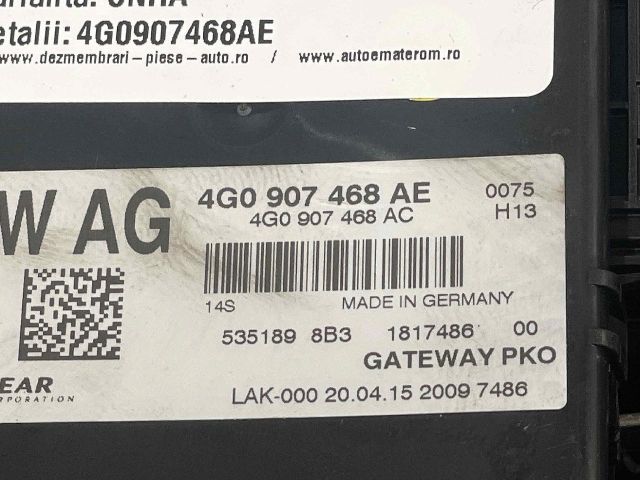 etalii: 4G0907468AE
www.dezmembrari-piese-auto.ro / www.autoematerom.ro
W AG
4G0 907 468 AE 0075
4G0 907 468 AC H13
14S MADE IN GERMANY
535189 8B3 1817486 00
GATEWAY PKO
EAR
RPORATION
LAK-000 20.04.15 2009 7486